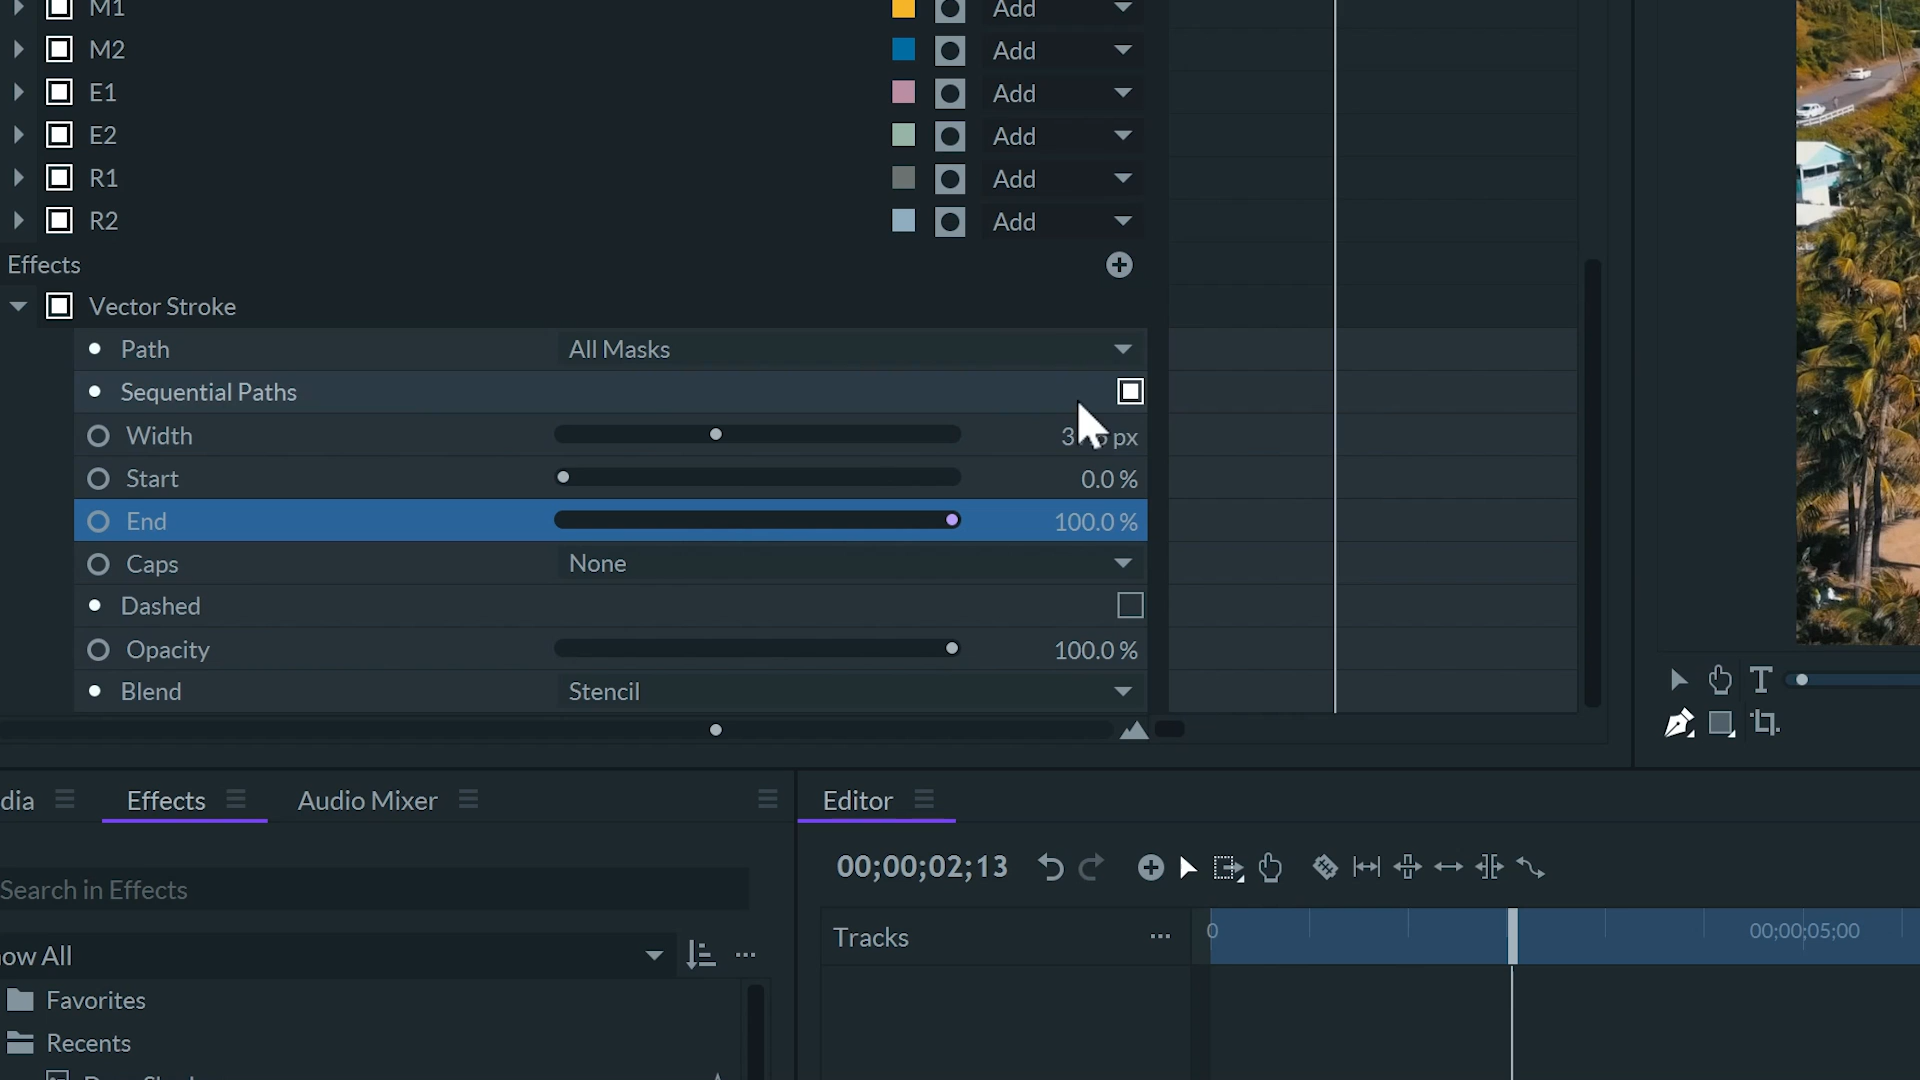 M1 Add
M2 Add
E1 Add
E2 Add
R1 Add
R2 Add
Effects
Vector Stroke
Path All Masks
Sequential Paths
Width px
Start 0.0 %
End 100.0 %
Caps None
Dashed
Opacity 100.0 %
Blend Stencil
dia Effects Audio Mixer Editor
00;00;02;13
Search in Effects
Tracks 0 00;00;05;00
ow All
Favorites
Recents